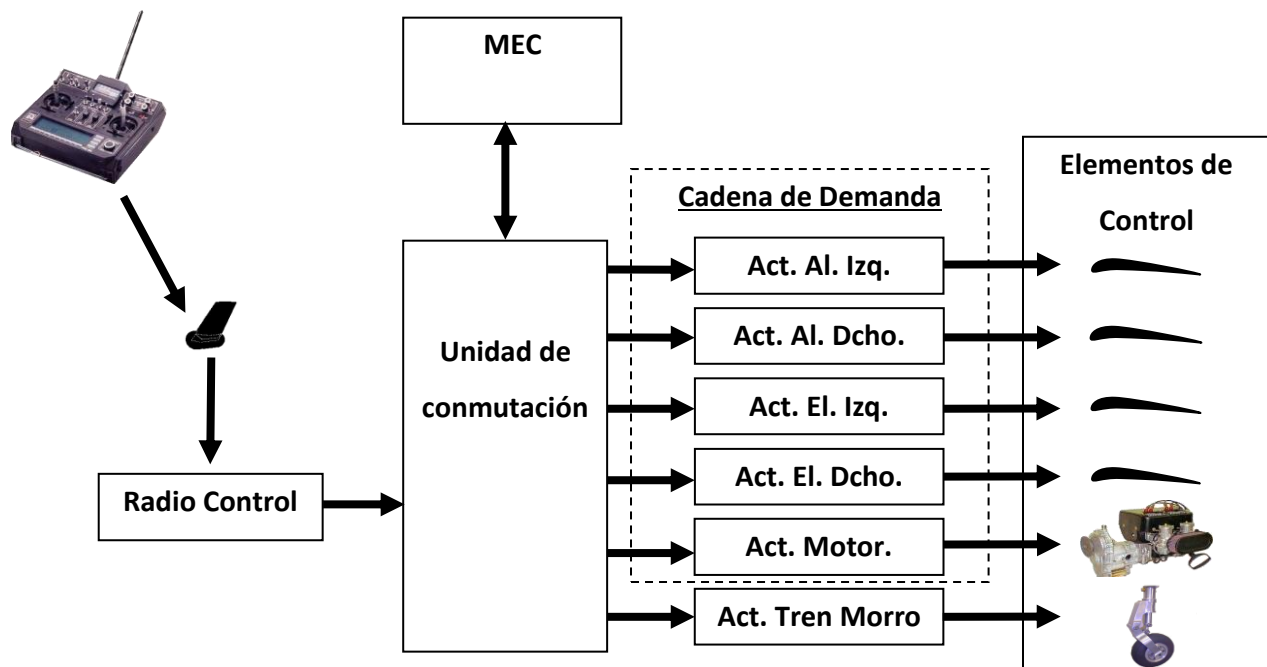 MEC
Elementos de
Control
Cadena de Demanda
Unidad de
conmutación
Radio Control
Act. Al. Izq.
Act. Al. Dcho.
Act. El. Izq.
Act. El. Dcho.
Act. Motor.
Act. Tren Morro